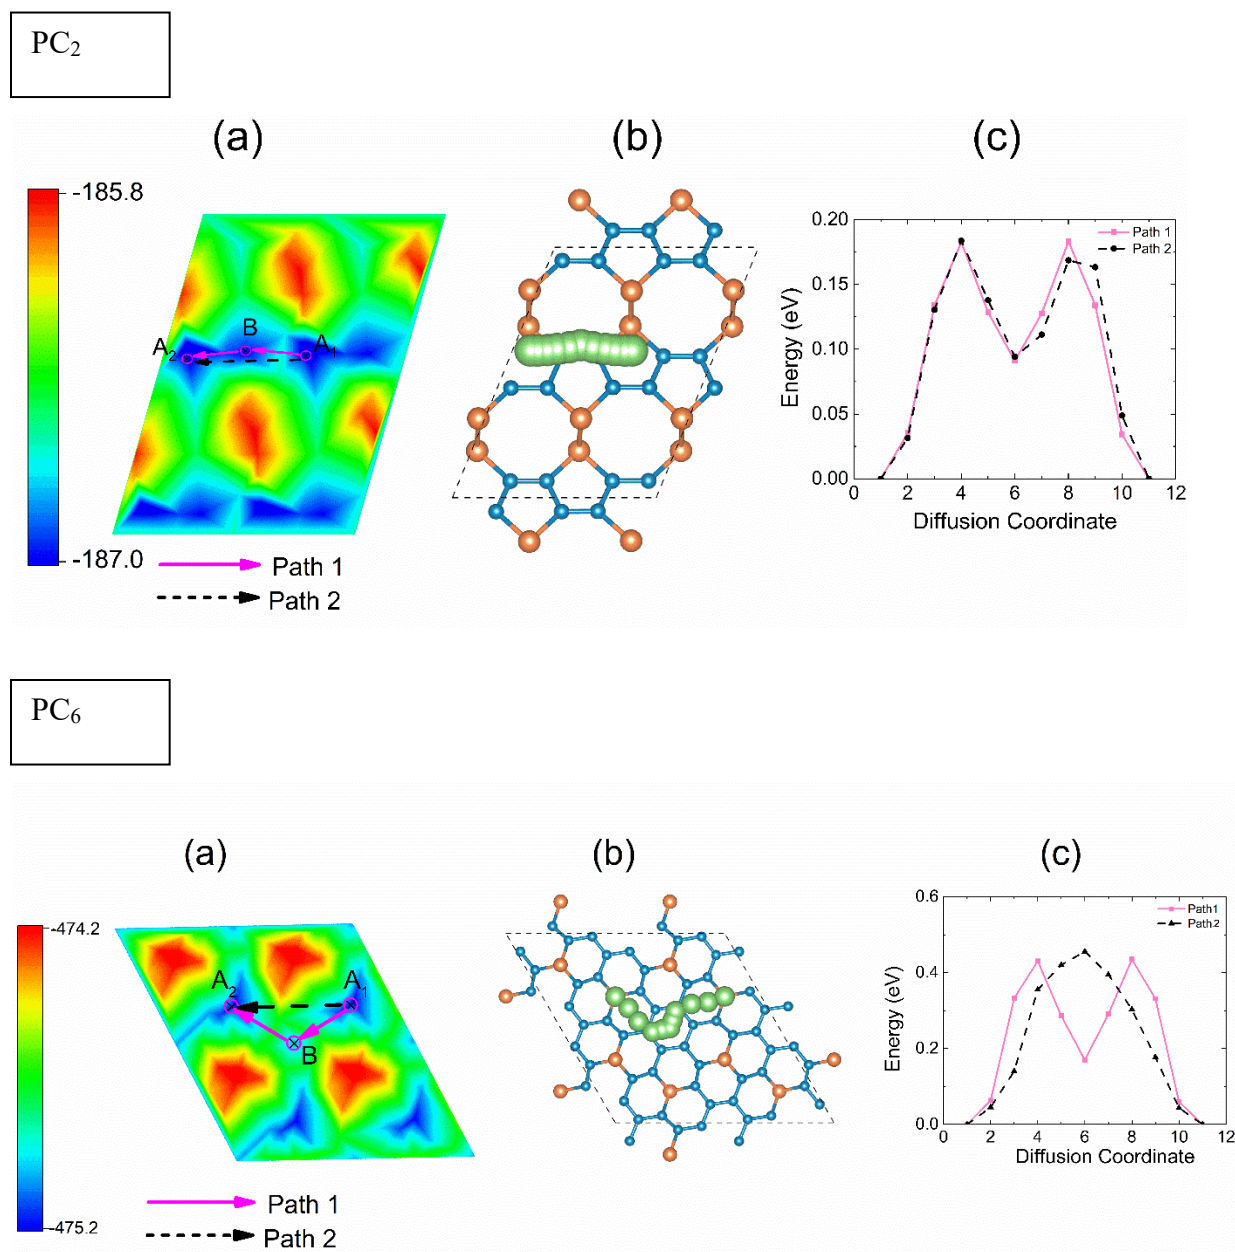 PC₂
(a)
(b)
(c)
-185.8
-187.0
A₂
B
A₁
Path 1
Path 2
0.20
0.15
0.10
0.05
0.00
Energy (eV)
Path 1
Path 2
0 2 4 6 8 10 12
Diffusion Coordinate
PC₆
(a)
(b)
(c)
-474.2
-475.2
A₂
A₁
B
Path 1
Path 2
0.6
0.4
0.2
0.0
Energy (eV)
Path1
Path2
2 4 6 8 10 12
Diffusion Coordinate